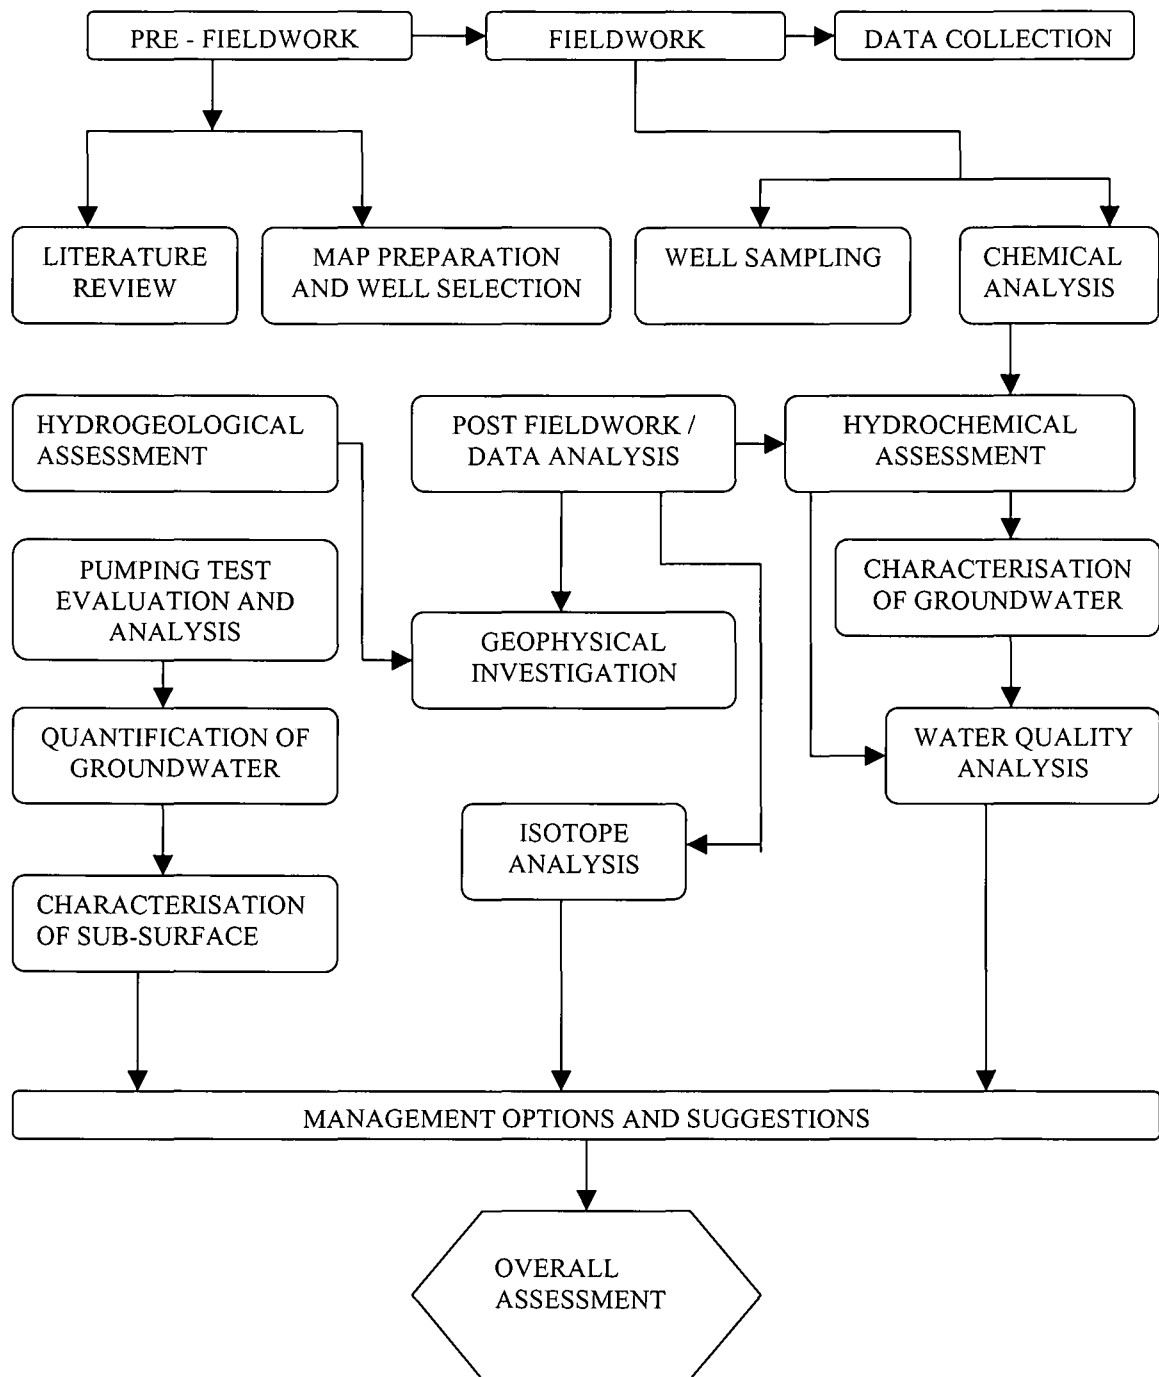 PRE - FIELDWORK
FIELDWORK
DATA COLLECTION
LITERATURE
REVIEW
MAP PREPARATION
AND WELL SELECTION
WELL SAMPLING
CHEMICAL
ANALYSIS
HYDROGEOLOGICAL
ASSESSMENT
POST FIELDWORK /
DATA ANALYSIS
HYDROCHEMICAL
ASSESSMENT
PUMPING TEST
EVALUATION AND
ANALYSIS
CHARACTERISATION
OF GROUNDWATER
GEOPHYSICAL
INVESTIGATION
QUANTIFICATION OF
GROUNDWATER
WATER QUALITY
ANALYSIS
ISOTOPE
ANALYSIS
CHARACTERISATION
OF SUB-SURFACE
MANAGEMENT OPTIONS AND SUGGESTIONS
OVERALL
ASSESSMENT